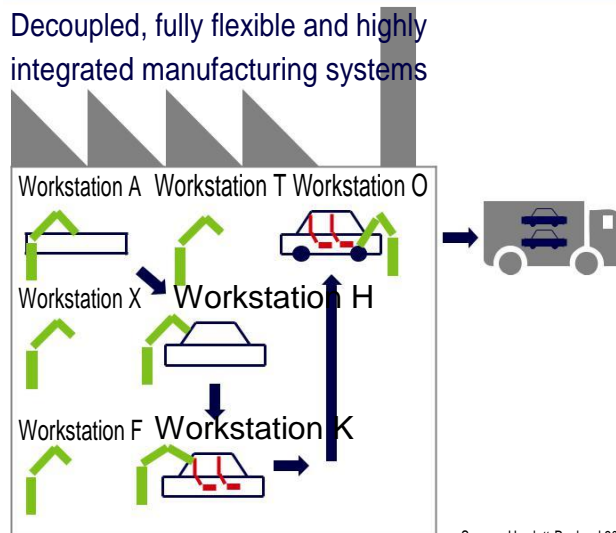 Decoupled, fully flexible and highly
integrated manufacturing systems
Workstation A Workstation T Workstation O
Workstation X Workstation H
Workstation F Workstation K